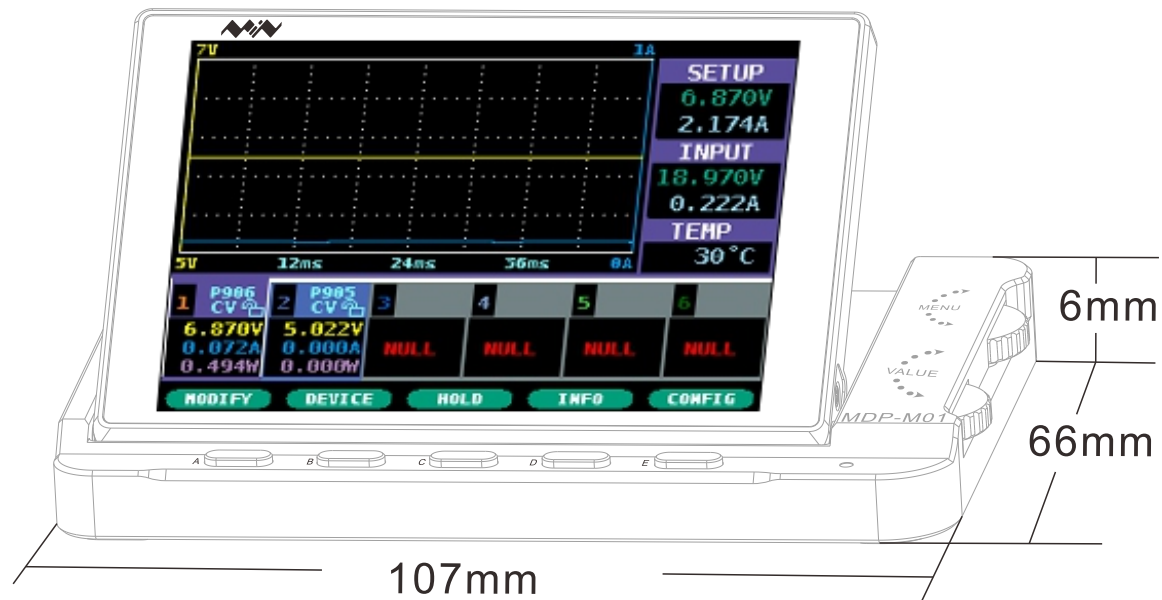 MiN
7V 1A
SETUP
6.870V
2.174A
INPUT
18.970V
0.222A
TEMP
30°C
5V 12ms 24ms 36ms 0A
1 P906 CV
6.870V
0.072A
0.494W
2 P905 CV
5.022V
0.000A
0.000W
3
NULL
4
NULL
5
NULL
6
NULL
MODIFY DEVICE HOLD INFO CONFIG
A B C D E
MENU
VALUE
MDP-M01
6mm
66mm
107mm